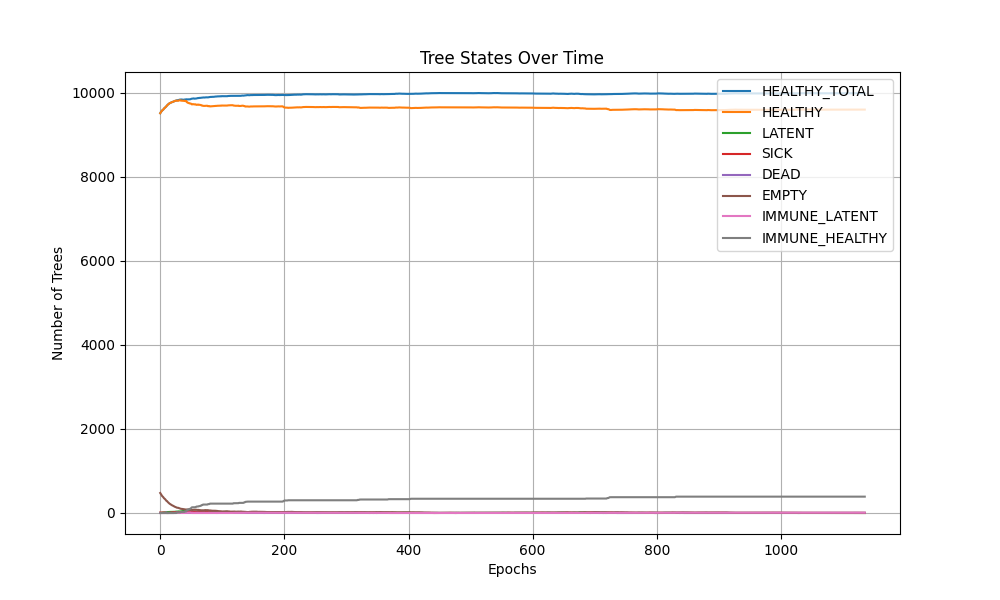 Tree States Over Time
10000
8000
6000
4000
2000
0
Number of Trees
HEALTHY_TOTAL
HEALTHY
LATENT
SICK
DEAD
EMPTY
IMMUNE_LATENT
IMMUNE_HEALTHY
0 200 400 600 800 1000
Epochs